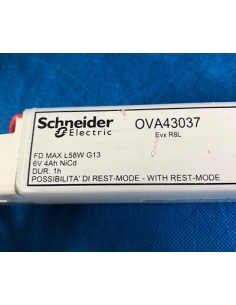 Schneider
Electric
OVA43037
Evx R8L
FD MAX L58W G13
6V 4Ah NiCd
DUR. 1h
POSSIBILITA' DI REST-MODE - WITH REST-MODE